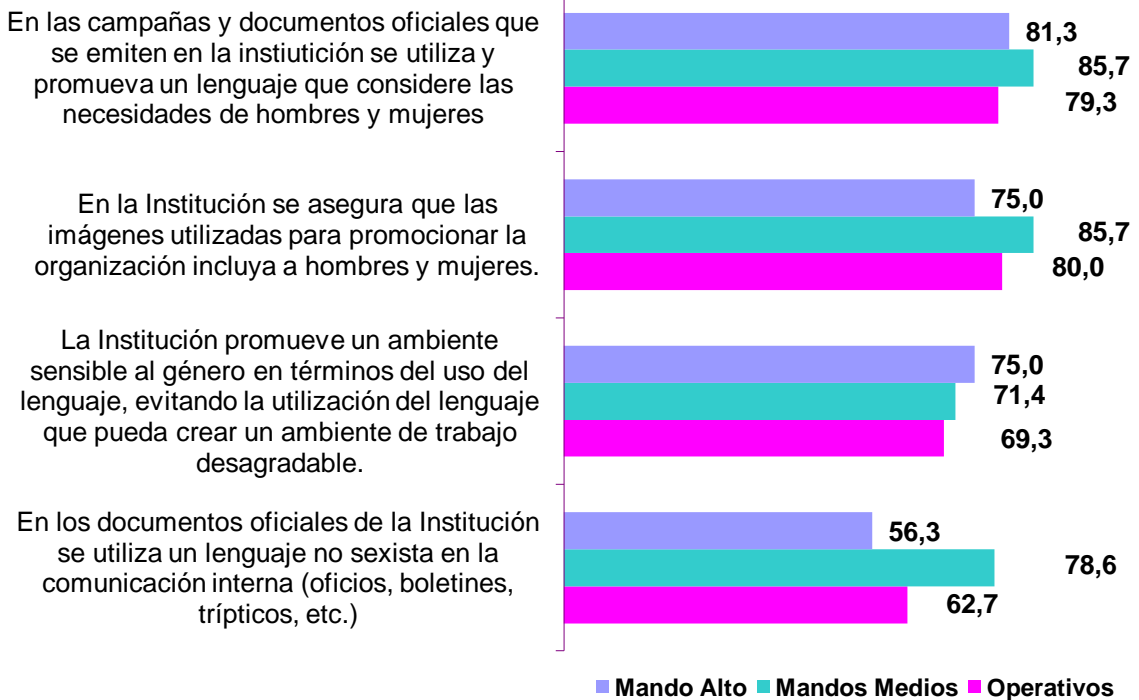 En las campañas y documentos oficiales que
se emiten en la instiutición se utiliza y
promueva un lenguaje que considere las
necesidades de hombres y mujeres
81,3
85,7
79,3
En la Institución se asegura que las
imágenes utilizadas para promocionar la
organización incluya a hombres y mujeres.
75,0
85,7
80,0
La Institución promueve un ambiente
sensible al género en términos del uso del
lenguaje, evitando la utilización del lenguaje
que pueda crear un ambiente de trabajo
desagradable.
75,0
71,4
69,3
En los documentos oficiales de la Institución
se utiliza un lenguaje no sexista en la
comunicación interna (oficios, boletines,
trípticos, etc.)
56,3
78,6
62,7
Mando Alto Mandos Medios Operativos